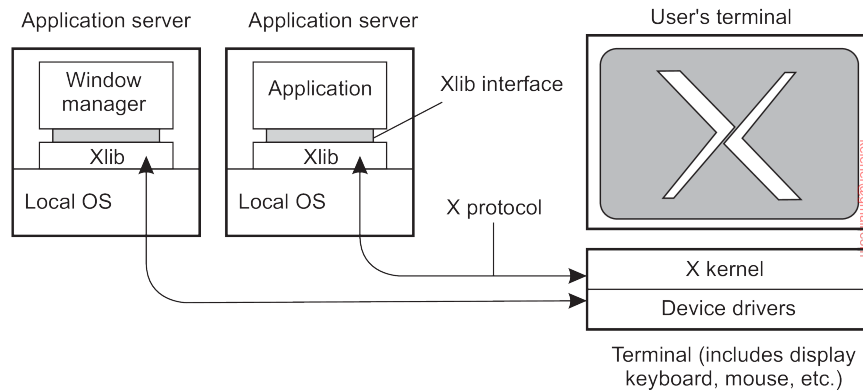 Application server
Application server
User's terminal
Window
manager
Application
Xlib interface
Xlib
Xlib
Local OS
Local OS
X protocol
X kernel
Device drivers
Terminal (includes display
keyboard, mouse, etc.)